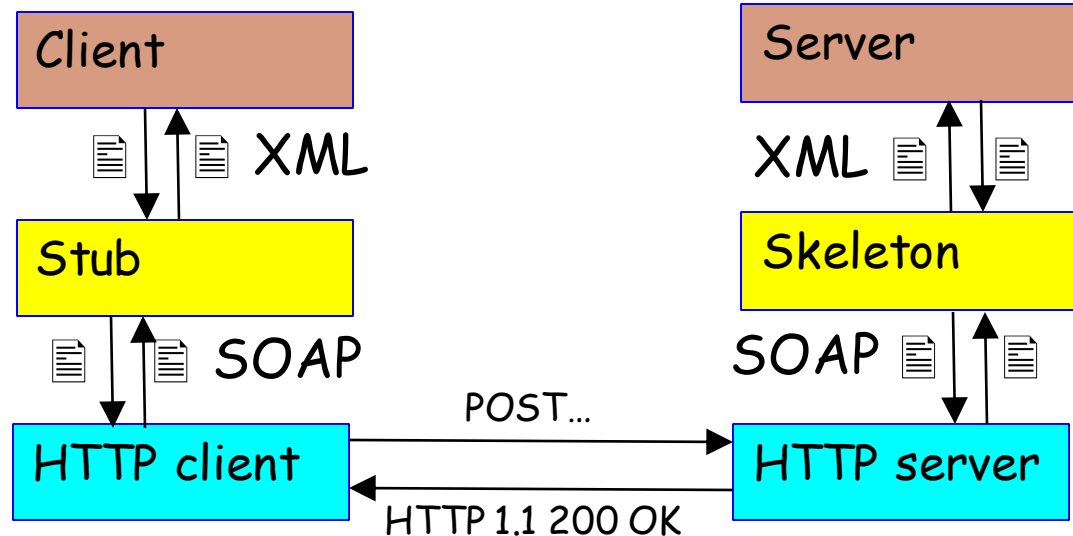 Client
Server
XML
XML
Stub
Skeleton
SOAP
SOAP
POST...
HTTP client
HTTP server
HTTP 1.1 200 OK